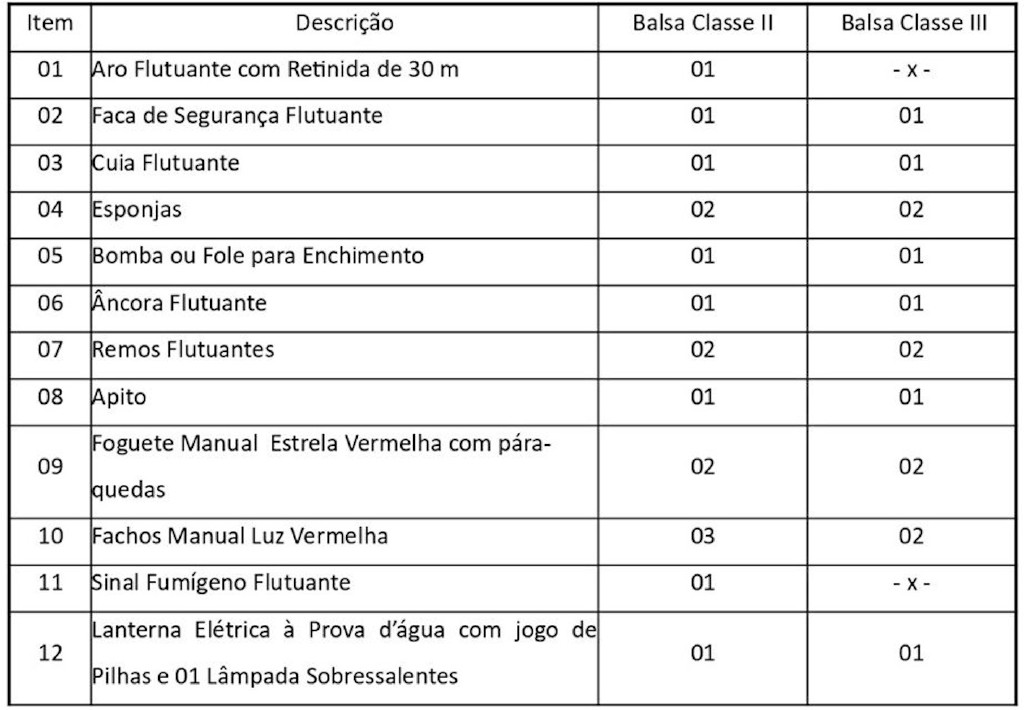 Item Descrição Balsa Classe II Balsa Classe III
01 Aro Flutuante com Retinida de 30 m 01 - x -
02 Faca de Segurança Flutuante 01 01
03 Cuia Flutuante 01 01
04 Esponjas 02 02
05 Bomba ou Fole para Enchimento 01 01
06 Âncora Flutuante 01 01
07 Remos Flutuantes 02 02
08 Apito 01 01
09 Foguete Manual Estrela Vermelha com pára-
quedas 02 02
10 Fachos Manual Luz Vermelha 03 02
11 Sinal Fumígeno Flutuante 01 - x -
12 Lanterna Elétrica à Prova d’água com jogo de
Pilhas e 01 Lâmpada Sobressalentes 01 01